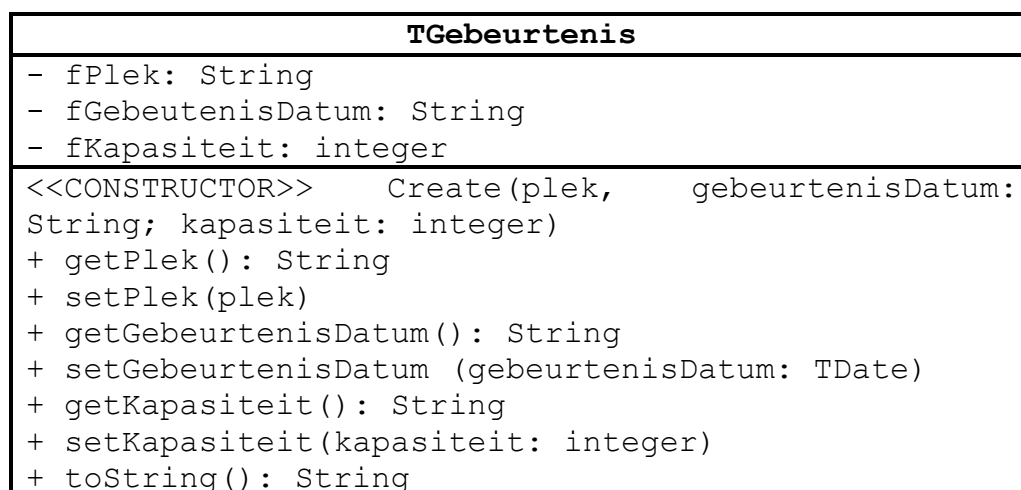 TGebeurtenis
- fPlek: String
- fGebeutenisDatum: String
- fKapasiteit: integer
<<CONSTRUCTOR>> Create(plek, gebeurtenisDatum:
String; kapasiteit: integer)
+ getPlek(): String
+ setPlek(plek)
+ getGebeurtenisDatum(): String
+ setGebeurtenisDatum (gebeurtenisDatum: TDate)
+ getKapasiteit(): String
+ setKapasiteit(kapasiteit: integer)
+ toString(): String